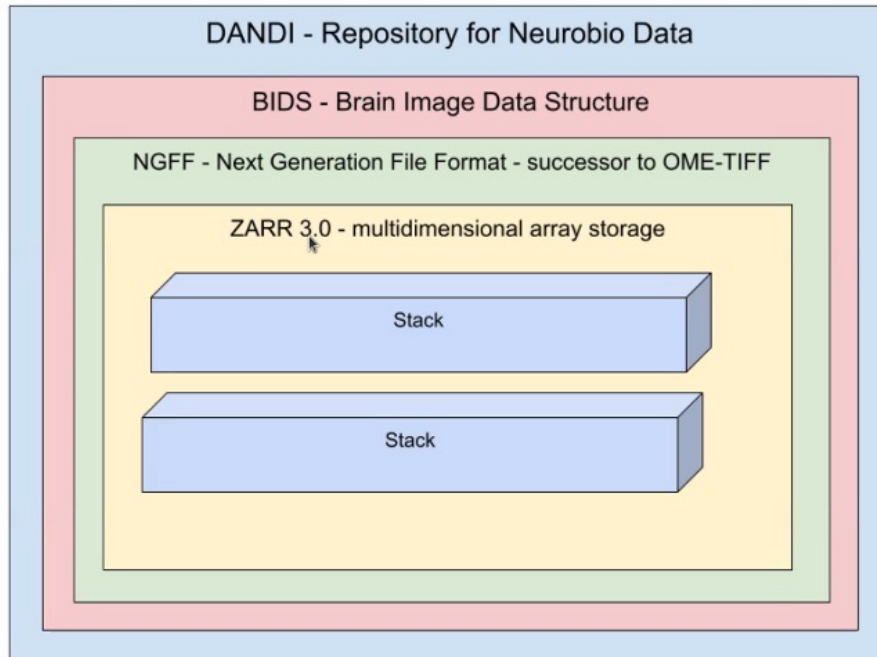 DANDI - Repository for Neurobio Data
BIDS - Brain Image Data Structure
NGFF - Next Generation File Format - successor to OME-TIFF
ZARR 3.0 - multidimensional array storage
Stack
Stack